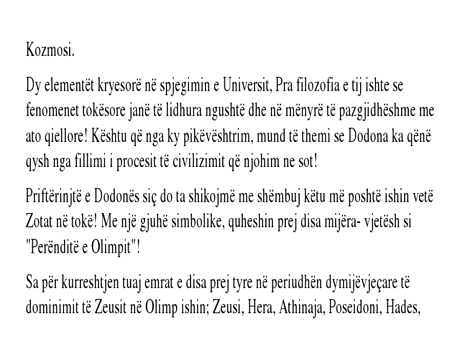 Kozmosi.
Dy elementët kryesorë në spjegimin e Universit, Pra filozofia e tij ishte se
fenomenet tokësore janë të lidhura ngushtë dhe në mënyrë të pazgjidhëshme me
ato qiellore! Kështu që nga ky pikëvështrim, mund të themi se Dodona ka qënë
qysh nga fillimi i procesit të civilizimit që njohim ne sot!
Priftërinjtë e Dodonës siç do ta shikojmë me shëmbuj këtu më poshtë ishin vetë
Zotat në tokë! Me një gjuhë simbolike, quheshin prej disa mijëra- vjetësh si
"Perënditë e Olimpit"!
Sa për kurreshtjen tuaj emrat e disa prej tyre në periudhën dymijëvjeçare të
dominimit të Zeusit në Olimp ishin; Zeusi, Hera, Athinaja, Poseidoni, Hades,